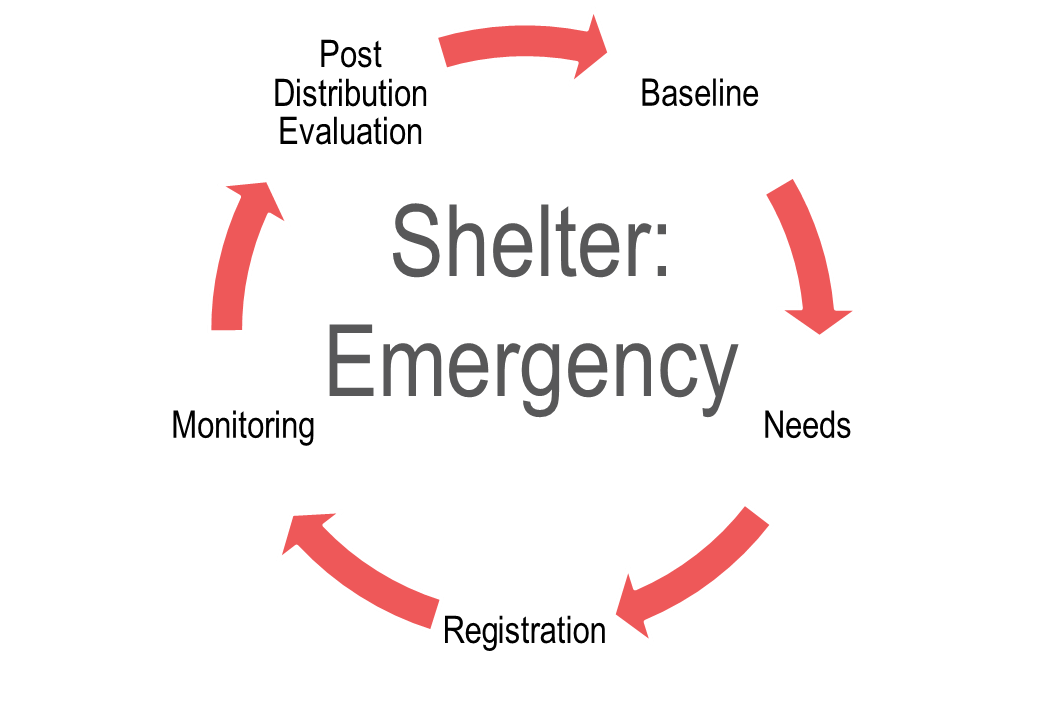 Post
Distribution
Evaluation
Baseline
Shelter:
Emergency
Monitoring
Needs
Registration